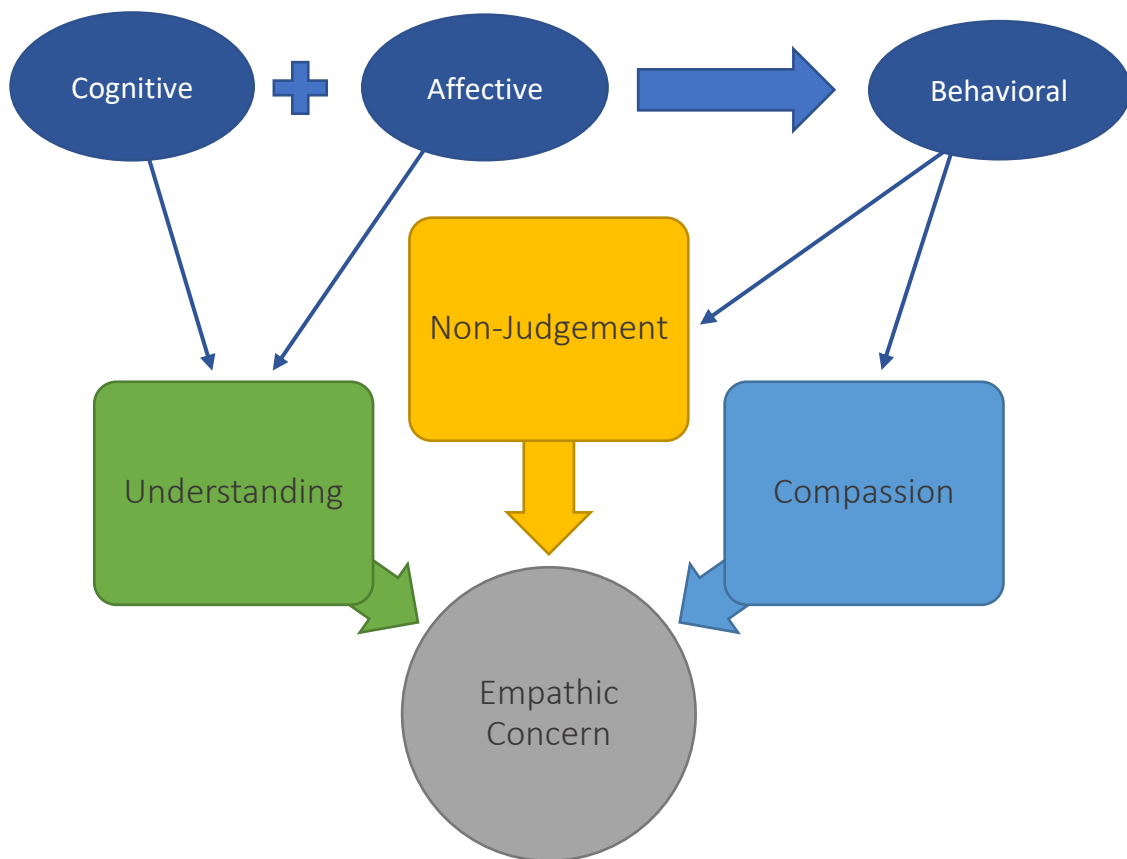 Cognitive
Affective
Behavioral
Non-Judgement
Understanding
Compassion
Empathic
Concern